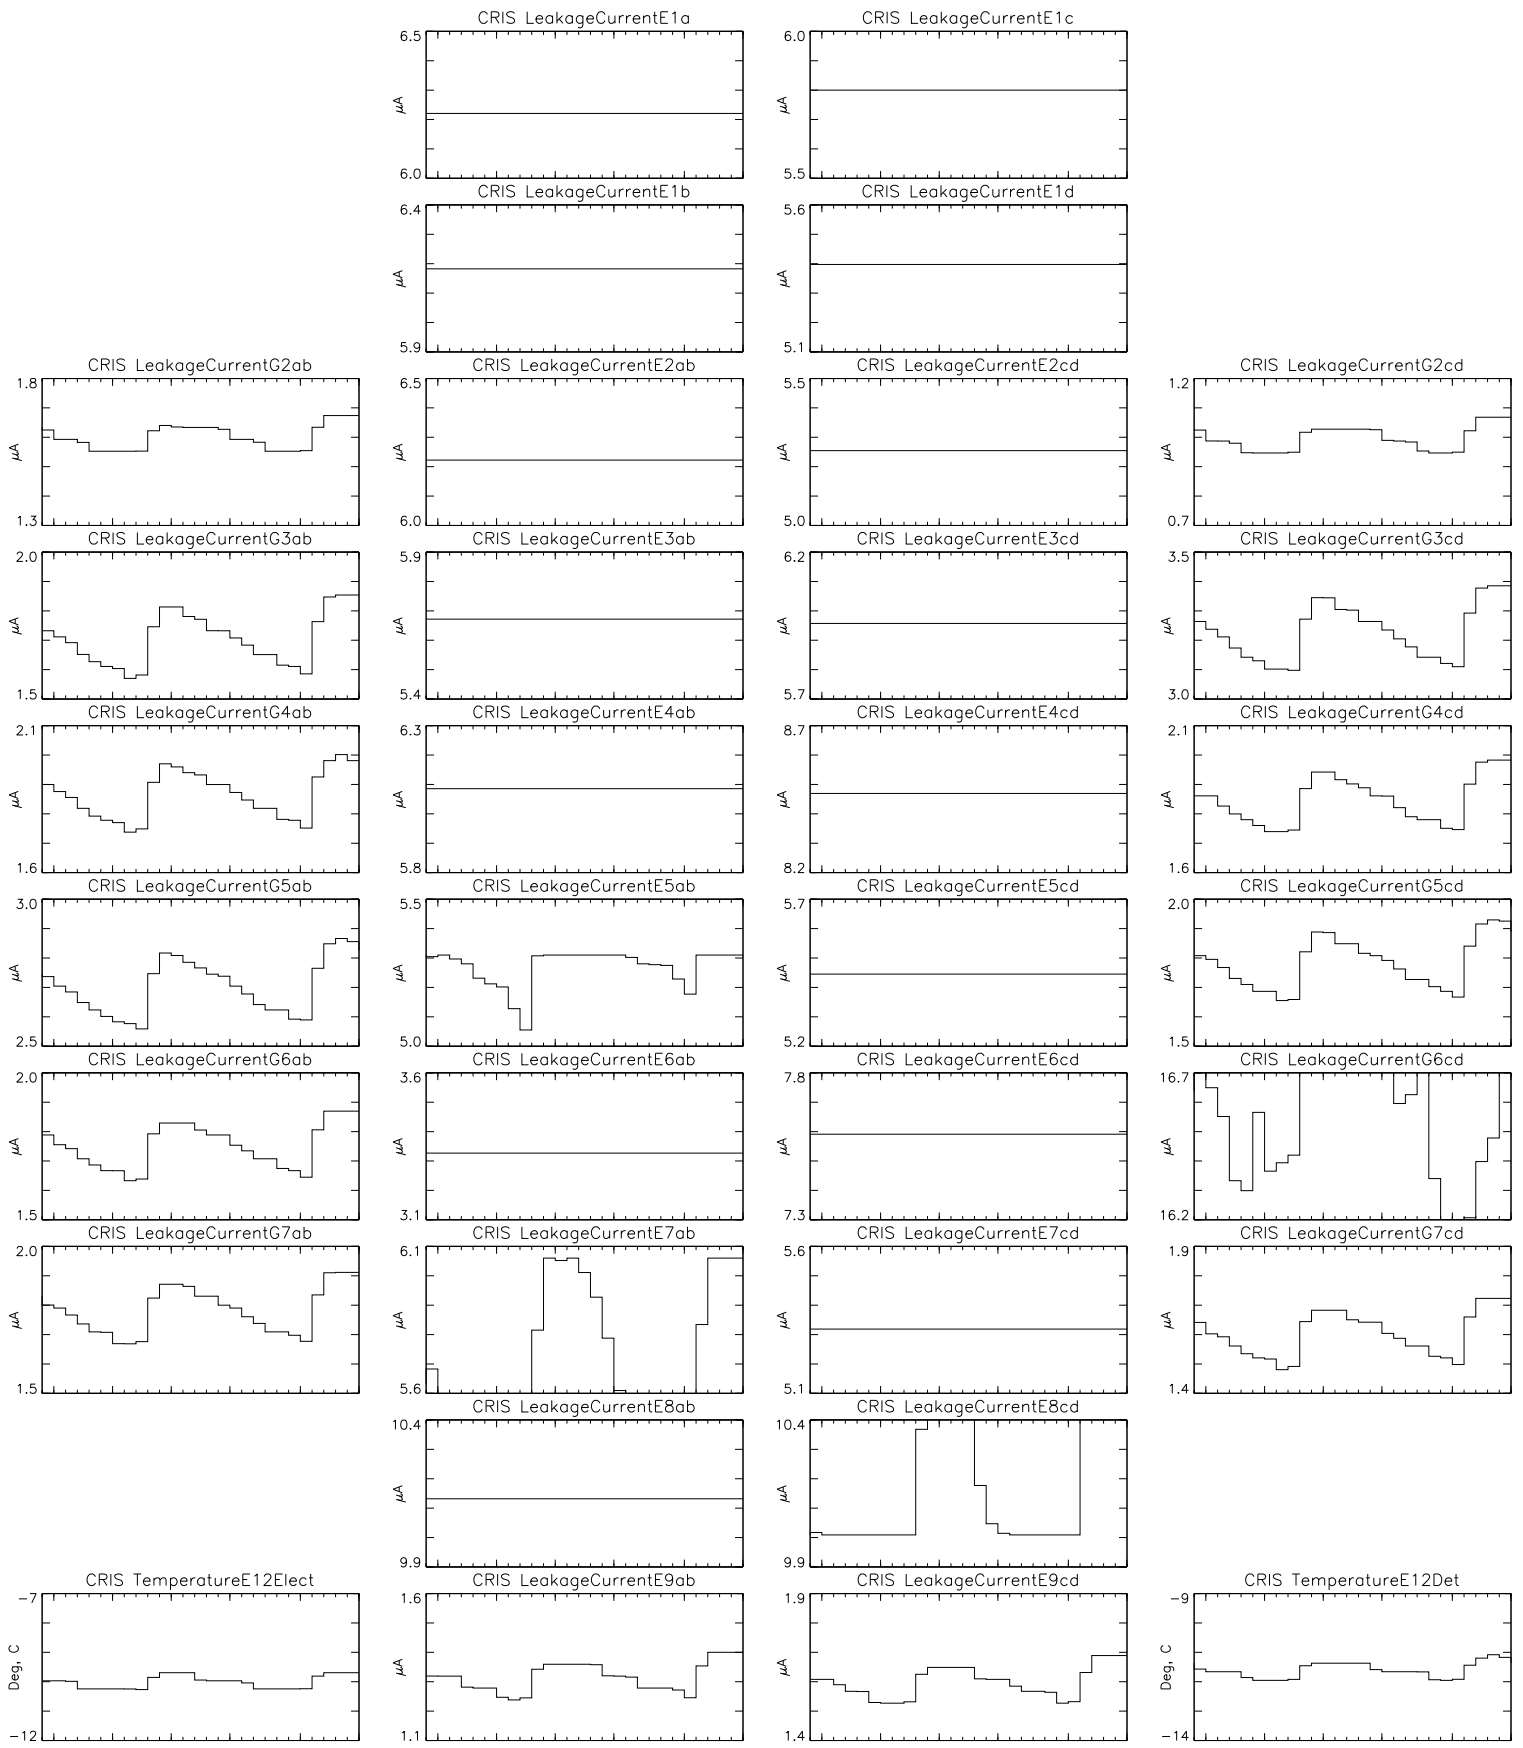 CRIS LeakageCurrentE1a
6.5
μA
6.0
CRIS LeakageCurrentE1c
6.0
μA
5.5
CRIS LeakageCurrentE1b
6.4
μA
5.9
CRIS LeakageCurrentE1d
5.6
μA
5.1
CRIS LeakageCurrentG2ab
1.8
μA
1.3
CRIS LeakageCurrentE2ab
6.5
μA
6.0
CRIS LeakageCurrentE2cd
5.5
μA
5.0
CRIS LeakageCurrentG2cd
1.2
μA
0.7
CRIS LeakageCurrentG3ab
2.0
μA
1.5
CRIS LeakageCurrentE3ab
5.9
μA
5.4
CRIS LeakageCurrentE3cd
6.2
μA
5.7
CRIS LeakageCurrentG3cd
3.5
μA
3.0
CRIS LeakageCurrentG4ab
2.1
μA
1.6
CRIS LeakageCurrentE4ab
6.3
μA
5.8
CRIS LeakageCurrentE4cd
8.7
μA
8.2
CRIS LeakageCurrentG4cd
2.1
μA
1.6
CRIS LeakageCurrentG5ab
3.0
μA
2.5
CRIS LeakageCurrentE5ab
5.5
μA
5.0
CRIS LeakageCurrentE5cd
5.7
μA
5.2
CRIS LeakageCurrentG5cd
2.0
μA
1.5
CRIS LeakageCurrentG6ab
2.0
μA
1.5
CRIS LeakageCurrentE6ab
3.6
μA
3.1
CRIS LeakageCurrentE6cd
7.8
μA
7.3
CRIS LeakageCurrentG6cd
16.7
μA
16.2
CRIS LeakageCurrentG7ab
2.0
μA
1.5
CRIS LeakageCurrentE7ab
6.1
μA
5.6
CRIS LeakageCurrentE7cd
5.6
μA
5.1
CRIS LeakageCurrentG7cd
1.9
μA
1.4
CRIS LeakageCurrentE8ab
10.4
μA
9.9
CRIS LeakageCurrentE8cd
10.4
μA
9.9
CRIS TemperatureE12Elect
-7
Deg, C
-12
CRIS LeakageCurrentE9ab
1.6
μA
1.1
CRIS LeakageCurrentE9cd
1.9
μA
1.4
CRIS TemperatureE12Det
-9
Deg, C
-14